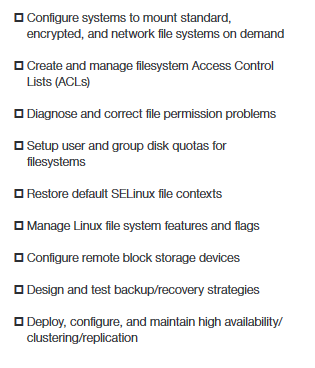 Configure systems to mount standard,
encrypted, and network file systems on demand
Create and manage filesystem Access Control
Lists (ACLs)
Diagnose and correct file permission problems
Setup user and group disk quotas for
filesystems
Restore default SELinux file contexts
Manage Linux file system features and flags
Configure remote block storage devices
Design and test backup/recovery strategies
Deploy, configure, and maintain high availability/
clustering/replication